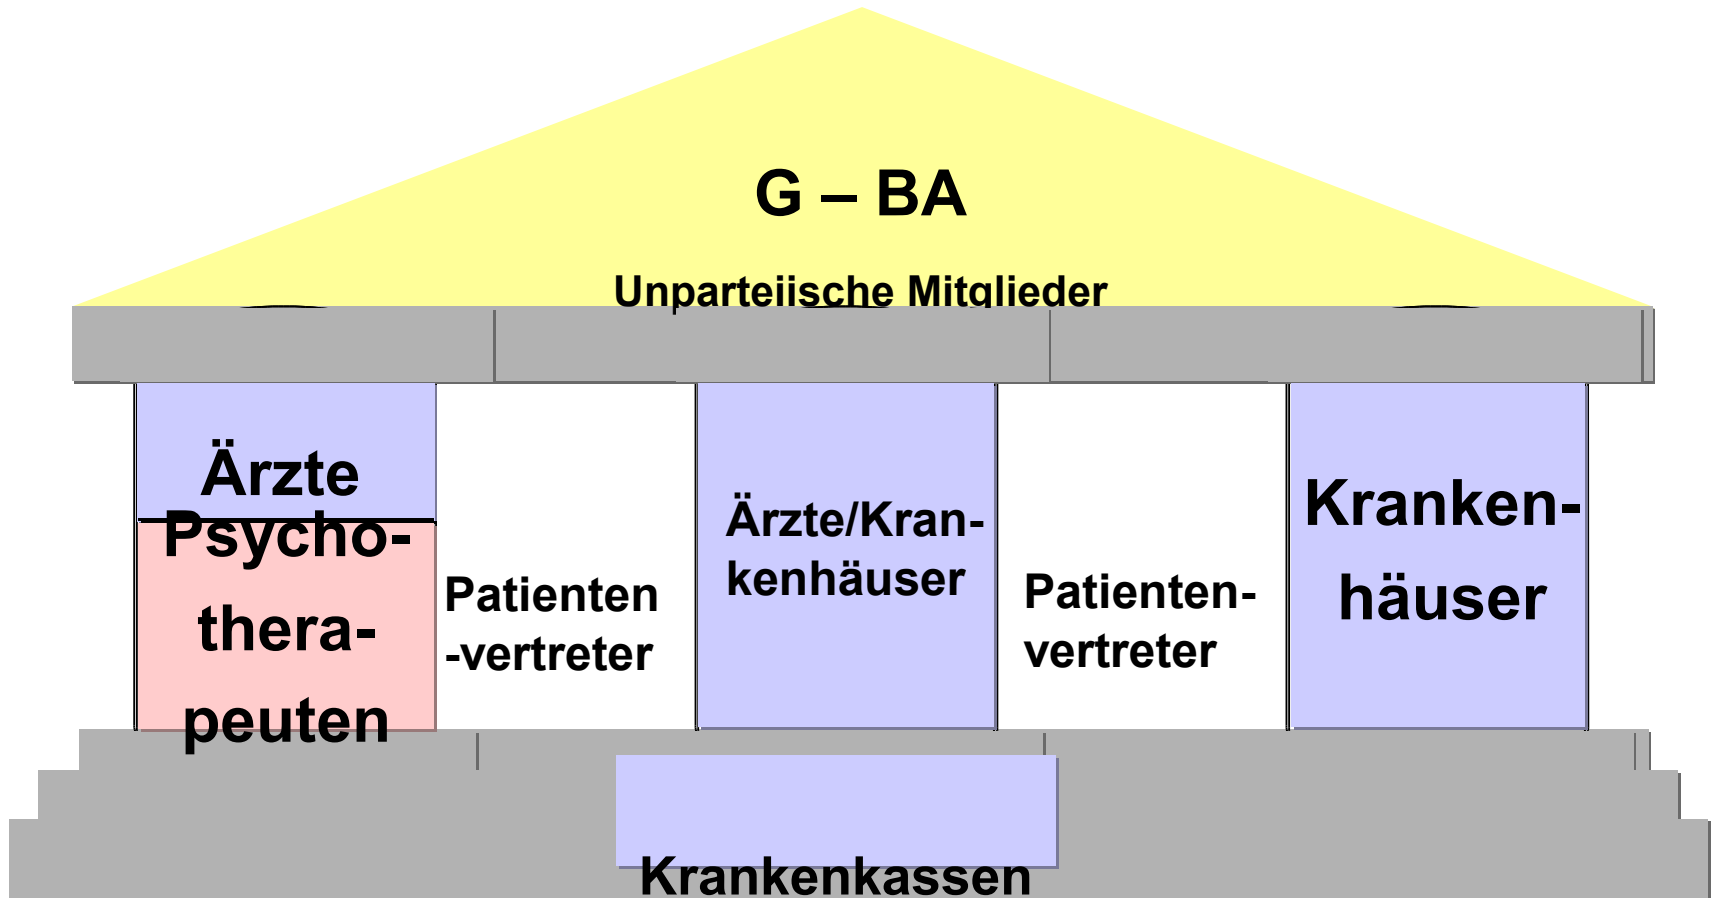 G – BA
Unparteiische Mitglieder
Ärzte
Psycho-
thera-
peuten
Patienten
-vertreter
Ärzte/Kran-
kenhäuser
Patienten-
vertreter
Kranken-
häuser
Krankenkassen